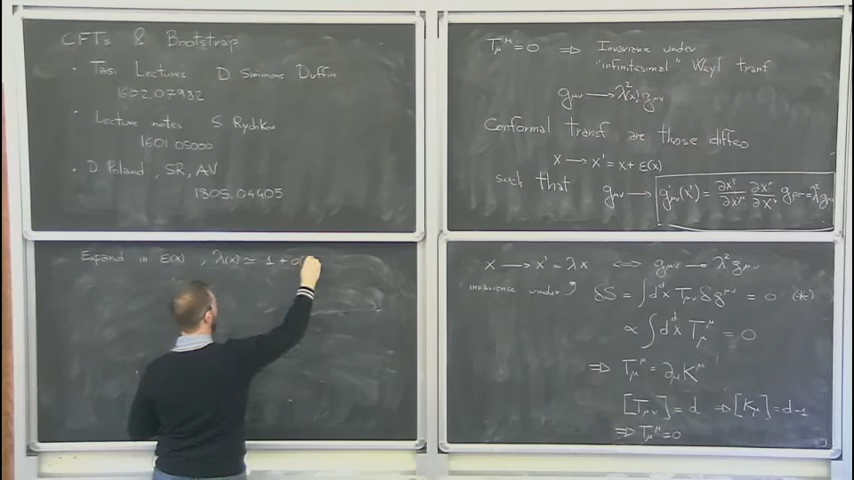 CFTs & Bootstrap
· Tasi Lectures D Simmons Duffin
1602.07982
· Lecture notes S Rychkov
1601.05000
· D Poland, SR, AV
1805.04405
Expand in ε(x), λ(x) ≃ 1 + σ(
T_μ^μ = 0 ⇒ Invariance under
"infinitesimal" Weyl tranf
g_μν → λ²(x) g_μν
Conformal transf are those diffeo
x → x' = x + ε(x)
such that g_μν → g'_μν(x') = ∂x^ρ/∂x'^μ ∂x^σ/∂x'^ν g_ρσ = λ² g_μν
x → x' = λx ⇔ g_μν → λ² g_μν
invariance under δS = ∫d^dx T_μν δg^μν = 0 (*)
∝ ∫d^dx T_μ^μ = 0
⇒ T_μ^μ = ∂_μ K^μ
[T_μν] = d → [K_μ] = d-1
⇒ T_μ^μ = 0